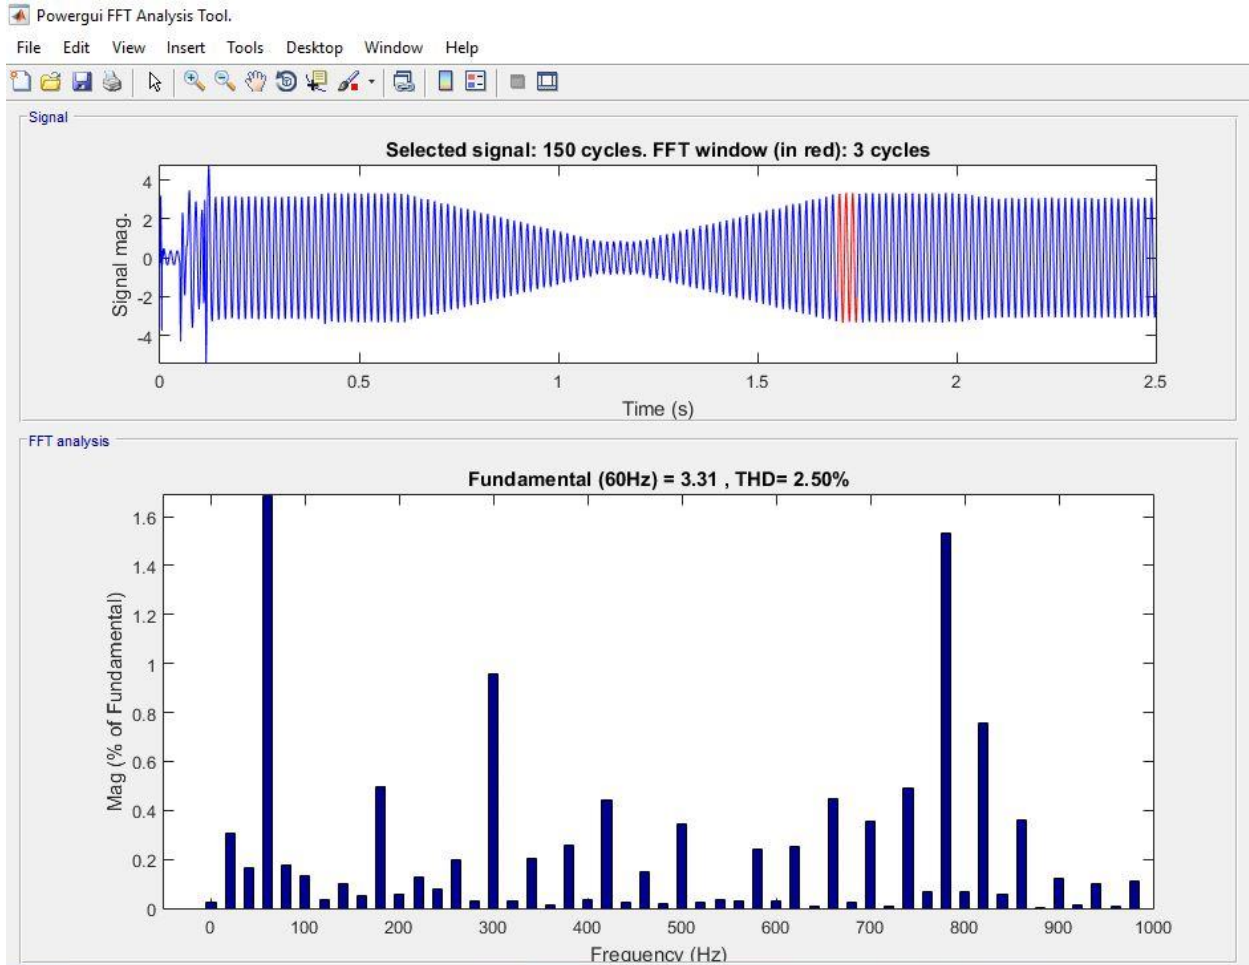 Powergui FFT Analysis Tool.
File Edit View Insert Tools Desktop Window Help
Signal
Selected signal: 150 cycles. FFT window (in red): 3 cycles
Signal mag.
4
2
0
-2
-4
0 0.5 1 1.5 2 2.5
Time (s)
FFT analysis
Fundamental (60Hz) = 3.31 , THD= 2.50%
Mag (% of Fundamental)
1.6
1.4
1.2
1
0.8
0.6
0.4
0.2
0
0 100 200 300 400 500 600 700 800 900 1000
Frequency (Hz)